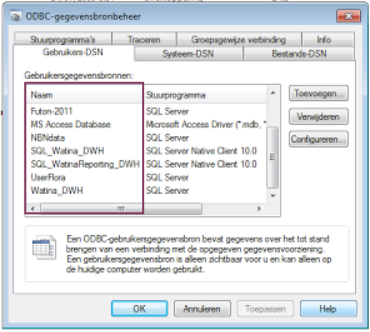 ODBC-gegevensbronbeheer
Stuurprogramma's Traceren Groepsgewijze verbinding Info
Gebruikers-DSN Systeem-DSN Bestands-DSN
Gebruikersgegevensbronnen:
Naam Stuurprogramma
Futon-2011 SQL Server
MS Access Database Microsoft Access Driver (*.mdb, *
NBNdata SQL Server
SQL_Watina_DWH SQL Server Native Client 10.0
SQL_WatinaReporting_DWH SQL Server Native Client 10.0
UserFlora SQL Server
Watina_DWH SQL Server
Toevoegen...
Verwijderen
Configureren...
Een ODBC-gebruikersgegevensbron bevat gegevens over het tot stand
brengen van een verbinding met de opgegeven gegevensvoorziening.
Een gebruikersgegevensbron is alleen zichtbaar voor u en kan alleen op
de huidige computer worden gebruikt.
OK Annuleren Toepassen Help